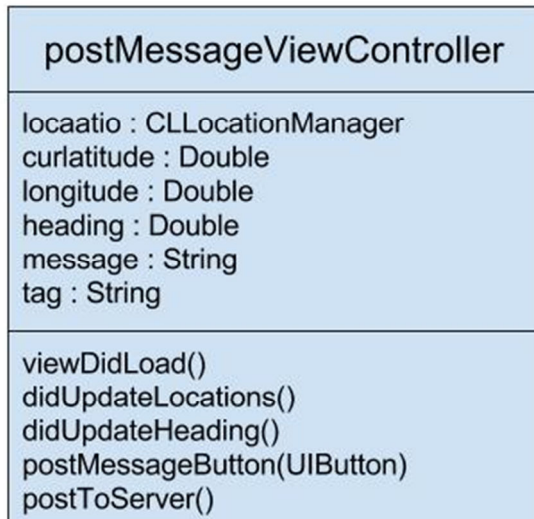 postMessageViewController
locaatio : CLLocationManager
curlatitude : Double
longitude : Double
heading : Double
message : String
tag : String
viewDidLoad()
didUpdateLocations()
didUpdateHeading()
postMessageButton(UIButton)
postToServer()